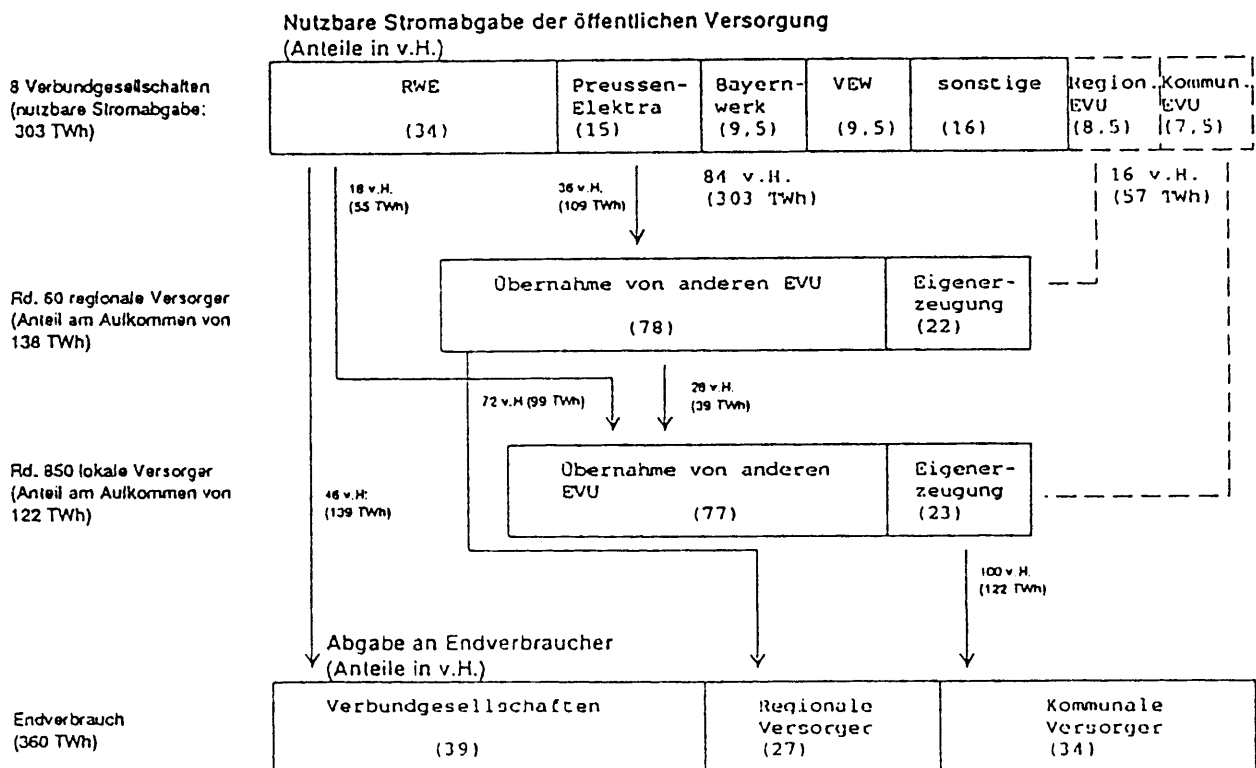 Nutzbare Stromabgabe der öffentlichen Versorgung
(Anteile in v.H.)
8 Verbundgesellschaften
(nutzbare Stromabgabe:
303 TWh)
RWE
(34)
Preussen-
Elektra
(15)
Bayern-
werk
(9,5)
VEW
(9,5)
sonstige
(16)
Region.
EVU
(8,5)
Kommun.
EVU
(7,5)
18 v.H.
(55 TWh)
36 v.H.
(109 TWh)
84 v.H.
(303 TWh)
16 v.H.
(57 TWh)
Rd. 60 regionale Versorger
(Anteil am Aufkommen von
138 TWh)
Übernahme von anderen EVU
(78)
Eigener-
zeugung
(22)
72 v.H (99 TWh)
28 v.H.
(39 TWh)
Rd. 850 lokale Versorger
(Anteil am Aufkommen von
122 TWh)
Übernahme von anderen
EVU
(77)
Eigener-
zeugung
(23)
46 v.H:
(139 TWh)
100 v.H.
(122 TWh)
Abgabe an Endverbraucher
(Anteile in v.H.)
Endverbrauch
(360 TWh)
Verbundgesellschaften
(39)
Regionale
Versorger
(27)
Kommunale
Versorger
(34)